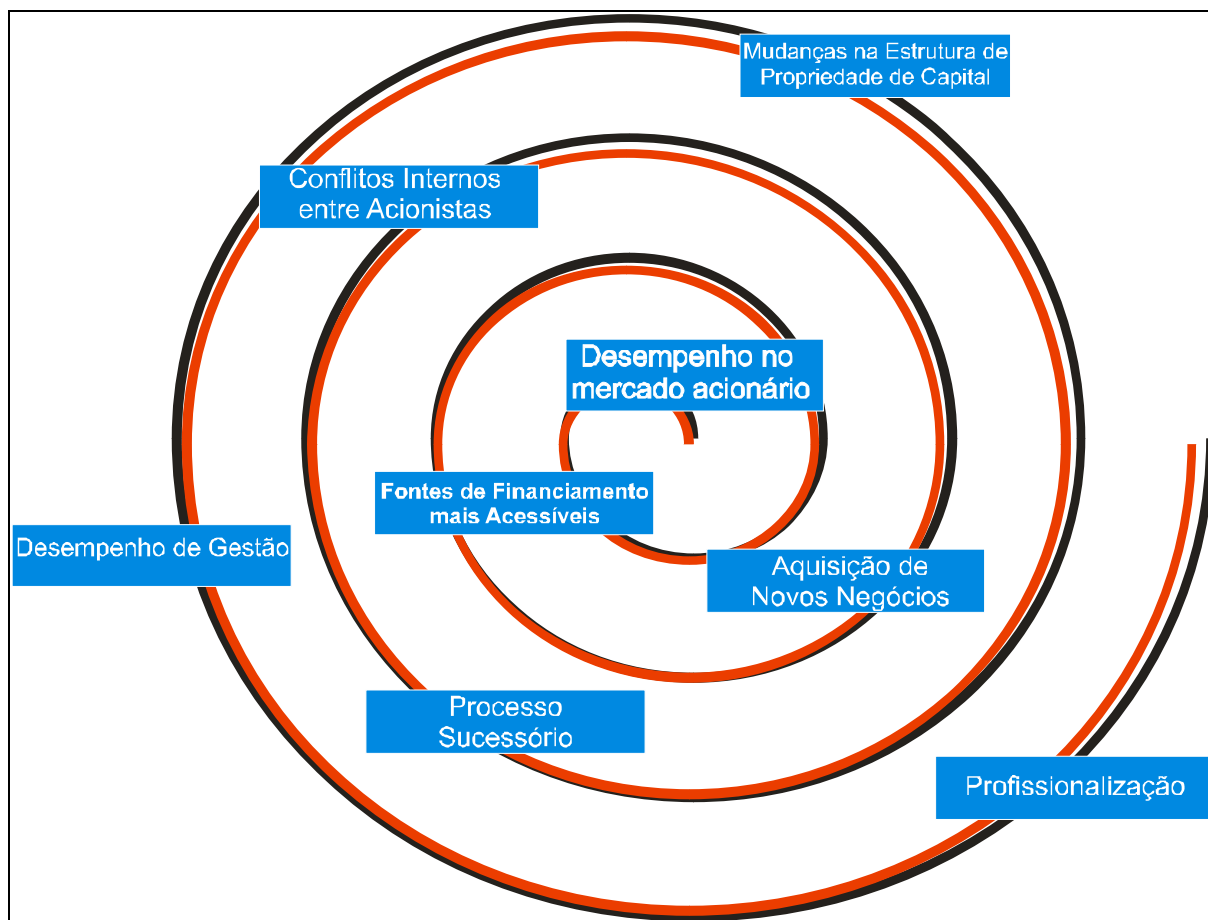 Mudanças na Estrutura de
Propriedade de Capital
Conflitos Internos
entre Acionistas
Desempenho no
mercado acionário
Fontes de Financiamento
mais Acessíveis
Desempenho de Gestão
Aquisição de
Novos Negócios
Processo
Sucessório
Profissionalização